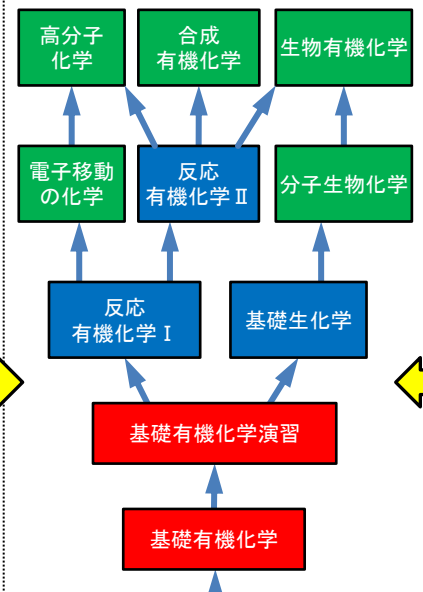 高分子
化学
合成
有機化学
生物有機化学
電子移動
の化学
反応
有機化学Ⅱ
分子生物化学
反応
有機化学Ⅰ
基礎生化学
基礎有機化学演習
基礎有機化学